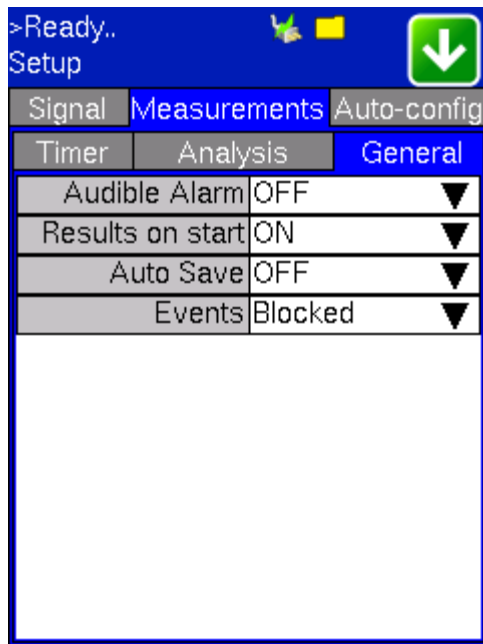 >Ready..
Setup
Signal Measurements Auto-config
Timer Analysis General
Audible Alarm OFF
Results on start ON
Auto Save OFF
Events Blocked